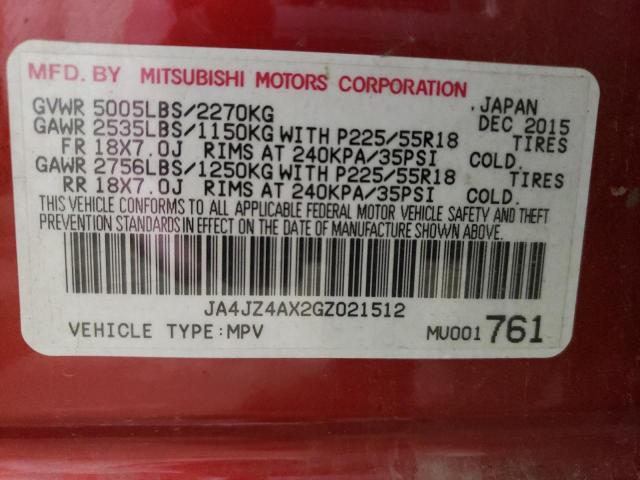 MFD. BY MITSUBISHI MOTORS CORPORATION
GVWR 5005LBS/2270KG , JAPAN
GAWR 2535LBS/1150KG WITH P225/55R18 DEC 2015 TIRES
FR 18X7.0J RIMS AT 240KPA/35PSI COLD.
GAWR 2756LBS/1250KG WITH P225/55R18 TIRES
RR 18X7.0J RIMS AT 240KPA/35PSI COLD.
THIS VEHICLE CONFORMS TO ALL APPLICABLE FEDERAL MOTOR VEHICLE SAFETY AND THEFT
PREVENTION STANDARDS IN EFFECT ON THE DATE OF MANUFACTURE SHOWN ABOVE.
JA4JZ4AX2GZ021512
VEHICLE TYPE:MPV MU001 761